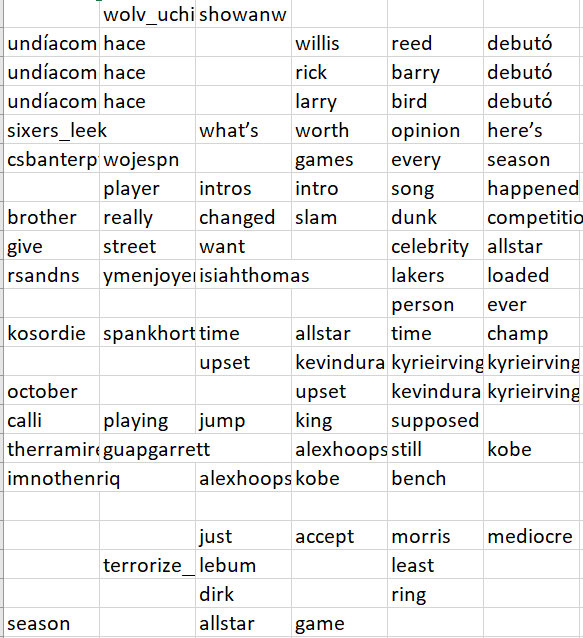 wolv_uchi showanw
undíacom hace willis reed debutó
undíacom hace rick barry debutó
undíacom hace larry bird debutó
sixers_leek what’s worth opinion here’s
csbanterp wojespn games every season
player intros intro song happened
brother really changed slam dunk competitio
give street want celebrity allstar
rsandns ymenjoyer isiahthomas lakers loaded
person ever
kosordie spankhort time allstar time champ
upset kevindura kyrieirving kyrieirving
october upset kevindura kyrieirving
calli playing jump king supposed
therramire guapgarrett alexhoops still kobe
imnothenriq alexhoops kobe bench
just accept morris mediocre
terrorize_ lebum least
dirk ring
season allstar game